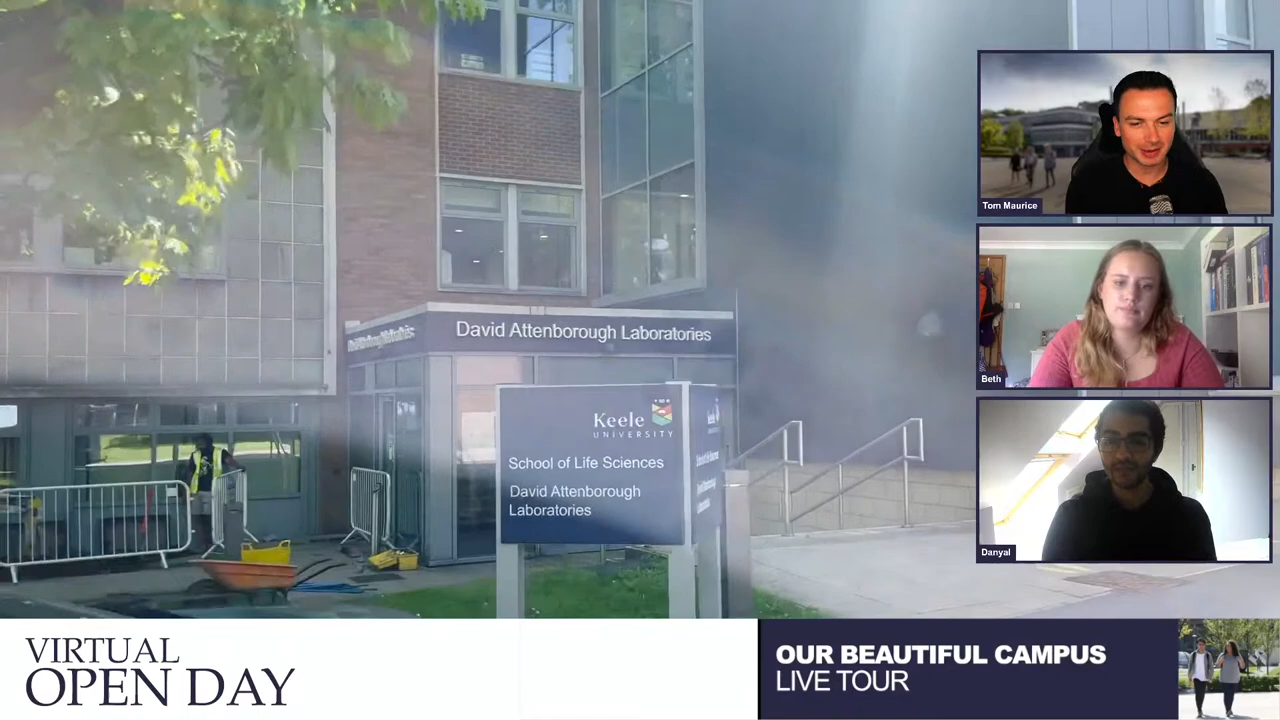 David Attenborough Laboratories
Keele
UNIVERSITY
School of Life Sciences
David Attenborough
Laboratories
Tom Maurice
Beth
Danyal
VIRTUAL
OPEN DAY
OUR BEAUTIFUL CAMPUS
LIVE TOUR